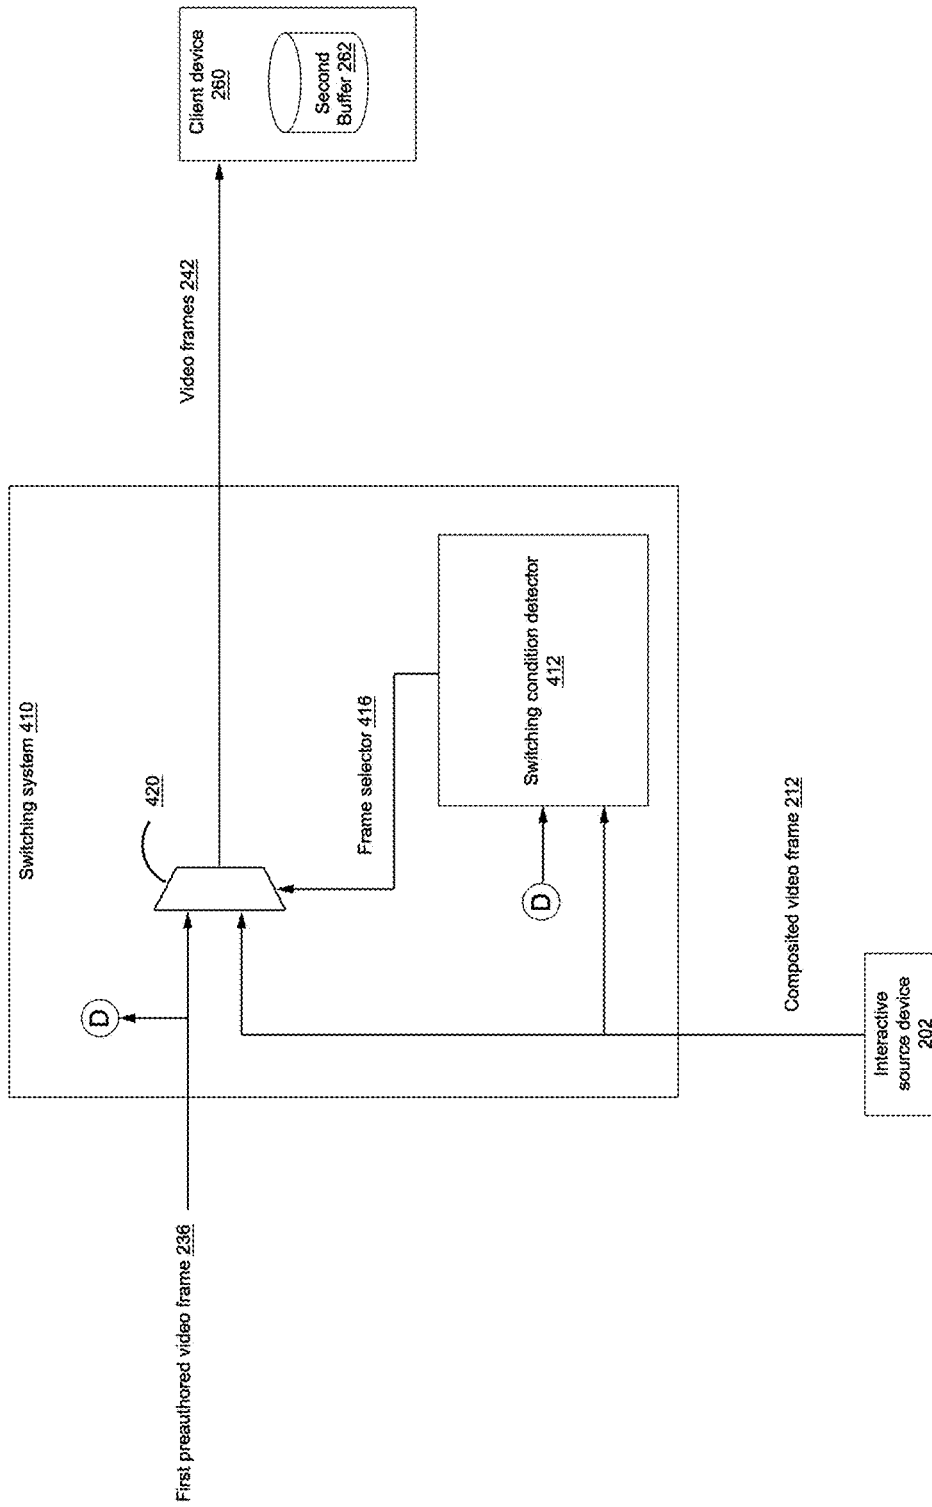 Switching system 410
First preauthored video frame 236
D
420
Video frames 242
Client device
260
Second
Buffer 262
Frame selector 416
D
Switching condition detector
412
Composited video frame 212
Interactive
source device
202